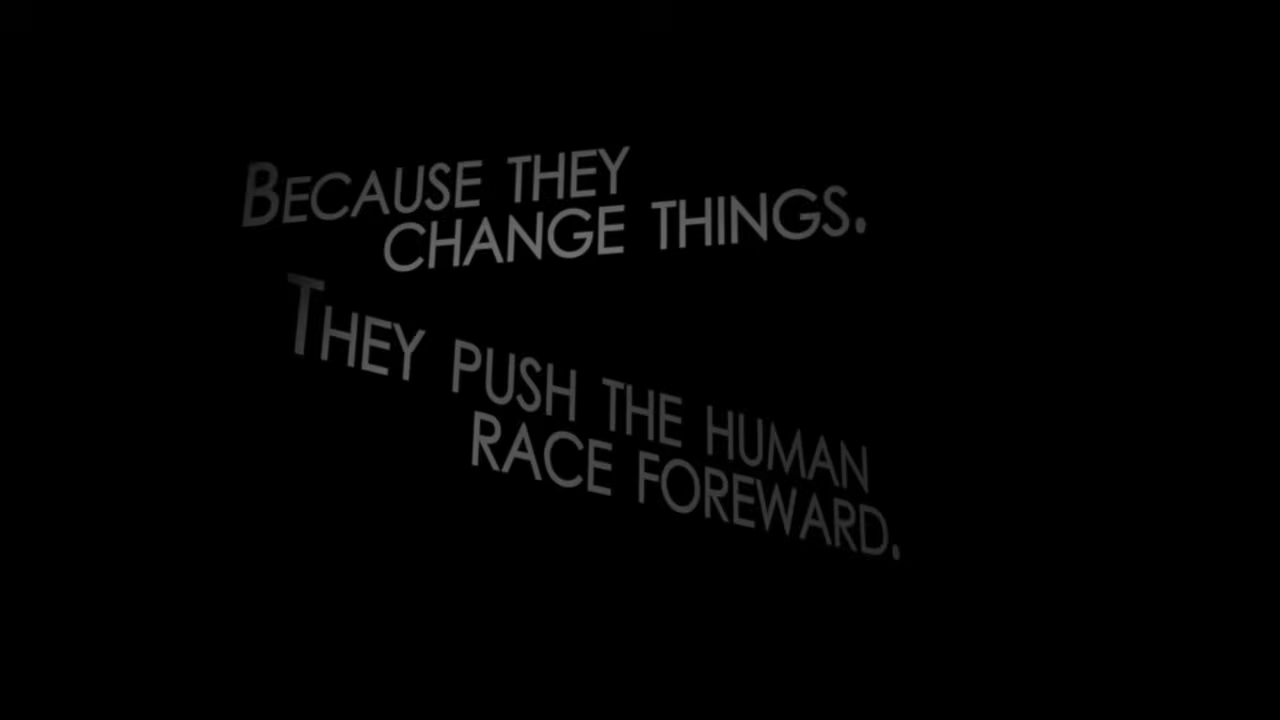 BECAUSE THEY
CHANGE THINGS.
THEY PUSH THE HUMAN
RACE FOREWARD.